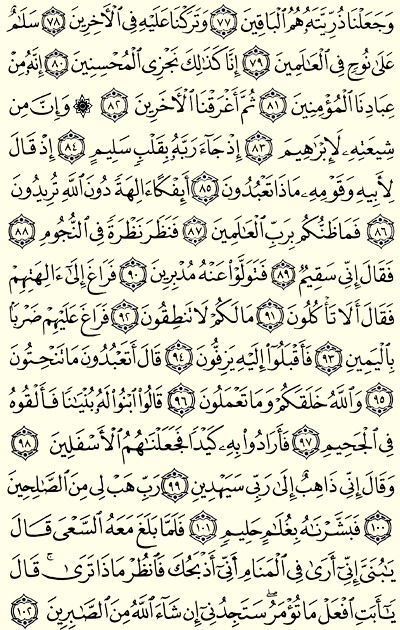 وَجَعَلْنَا ذُرِّيَّتَهُۥ هُمُ ٱلْبَاقِينَ ٧٧ وَتَرَكْنَا عَلَيْهِ فِى ٱلْءَاخِرِينَ ٧٨ سَلَٰمٌ
عَلَىٰ نُوحٍ فِى ٱلْعَٰلَمِينَ ٧٩ إِنَّا كَذَٰلِكَ نَجْزِى ٱلْمُحْسِنِينَ ٨٠ إِنَّهُۥ مِنْ
عِبَادِنَا ٱلْمُؤْمِنِينَ ٨١ ثُمَّ أَغْرَقْنَا ٱلْءَاخَرِينَ ٨٢ ۞ وَإِنَّ مِن
شِيعَتِهِۦ لَإِبْرَٰهِيمَ ٨٣ إِذْ جَآءَ رَبَّهُۥ بِقَلْبٍ سَلِيمٍ ٨٤ إِذْ قَالَ
لِأَبِيهِ وَقَوْمِهِۦ مَاذَا تَعْبُدُونَ ٨٥ أَئِفْكًا ءَالِهَةً دُونَ ٱللَّهِ تُرِيدُونَ
٨٦ فَمَا ظَنُّكُم بِرَبِّ ٱلْعَٰلَمِينَ ٨٧ فَنَظَرَ نَظْرَةً فِى ٱلنُّجُومِ ٨٨
فَقَالَ إِنِّى سَقِيمٌ ٨٩ فَتَوَلَّوْا۟ عَنْهُ مُدْبِرِينَ ٩٠ فَرَاغَ إِلَىٰٓ ءَالِهَتِهِمْ
فَقَالَ أَلَا تَأْكُلُونَ ٩١ مَا لَكُمْ لَا تَنطِقُونَ ٩٢ فَرَاغَ عَلَيْهِمْ ضَرْبًۢا
بِٱلْيَمِينِ ٩٣ فَأَقْبَلُوٓا۟ إِلَيْهِ يَزِفُّونَ ٩٤ قَالَ أَتَعْبُدُونَ مَا تَنْحِتُونَ
٩٥ وَٱللَّهُ خَلَقَكُمْ وَمَا تَعْمَلُونَ ٩٦ قَالُوا۟ ٱبْنُوا۟ لَهُۥ بُنْيَٰنًا فَأَلْقُوهُ
فِى ٱلْجَحِيمِ ٩٧ فَأَرَادُوا۟ بِهِۦ كَيْدًا فَجَعَلْنَٰهُمُ ٱلْأَسْفَلِينَ ٩٨
وَقَالَ إِنِّى ذَاهِبٌ إِلَىٰ رَبِّى سَيَهْدِينِ ٩٩ رَبِّ هَبْ لِى مِنَ ٱلصَّٰلِحِينَ
١٠٠ فَبَشَّرْنَٰهُ بِغُلَٰمٍ حَلِيمٍ ١٠١ فَلَمَّا بَلَغَ مَعَهُ ٱلسَّعْىَ قَالَ
يَٰبُنَىَّ إِنِّىٓ أَرَىٰ فِى ٱلْمَنَامِ أَنِّىٓ أَذْبَحُكَ فَٱنظُرْ مَاذَا تَرَىٰ ۚ قَالَ
يَٰٓأَبَتِ ٱفْعَلْ مَا تُؤْمَرُ ۖ سَتَجِدُنِىٓ إِن شَآءَ ٱللَّهُ مِنَ ٱلصَّٰبِرِينَ ١٠٢